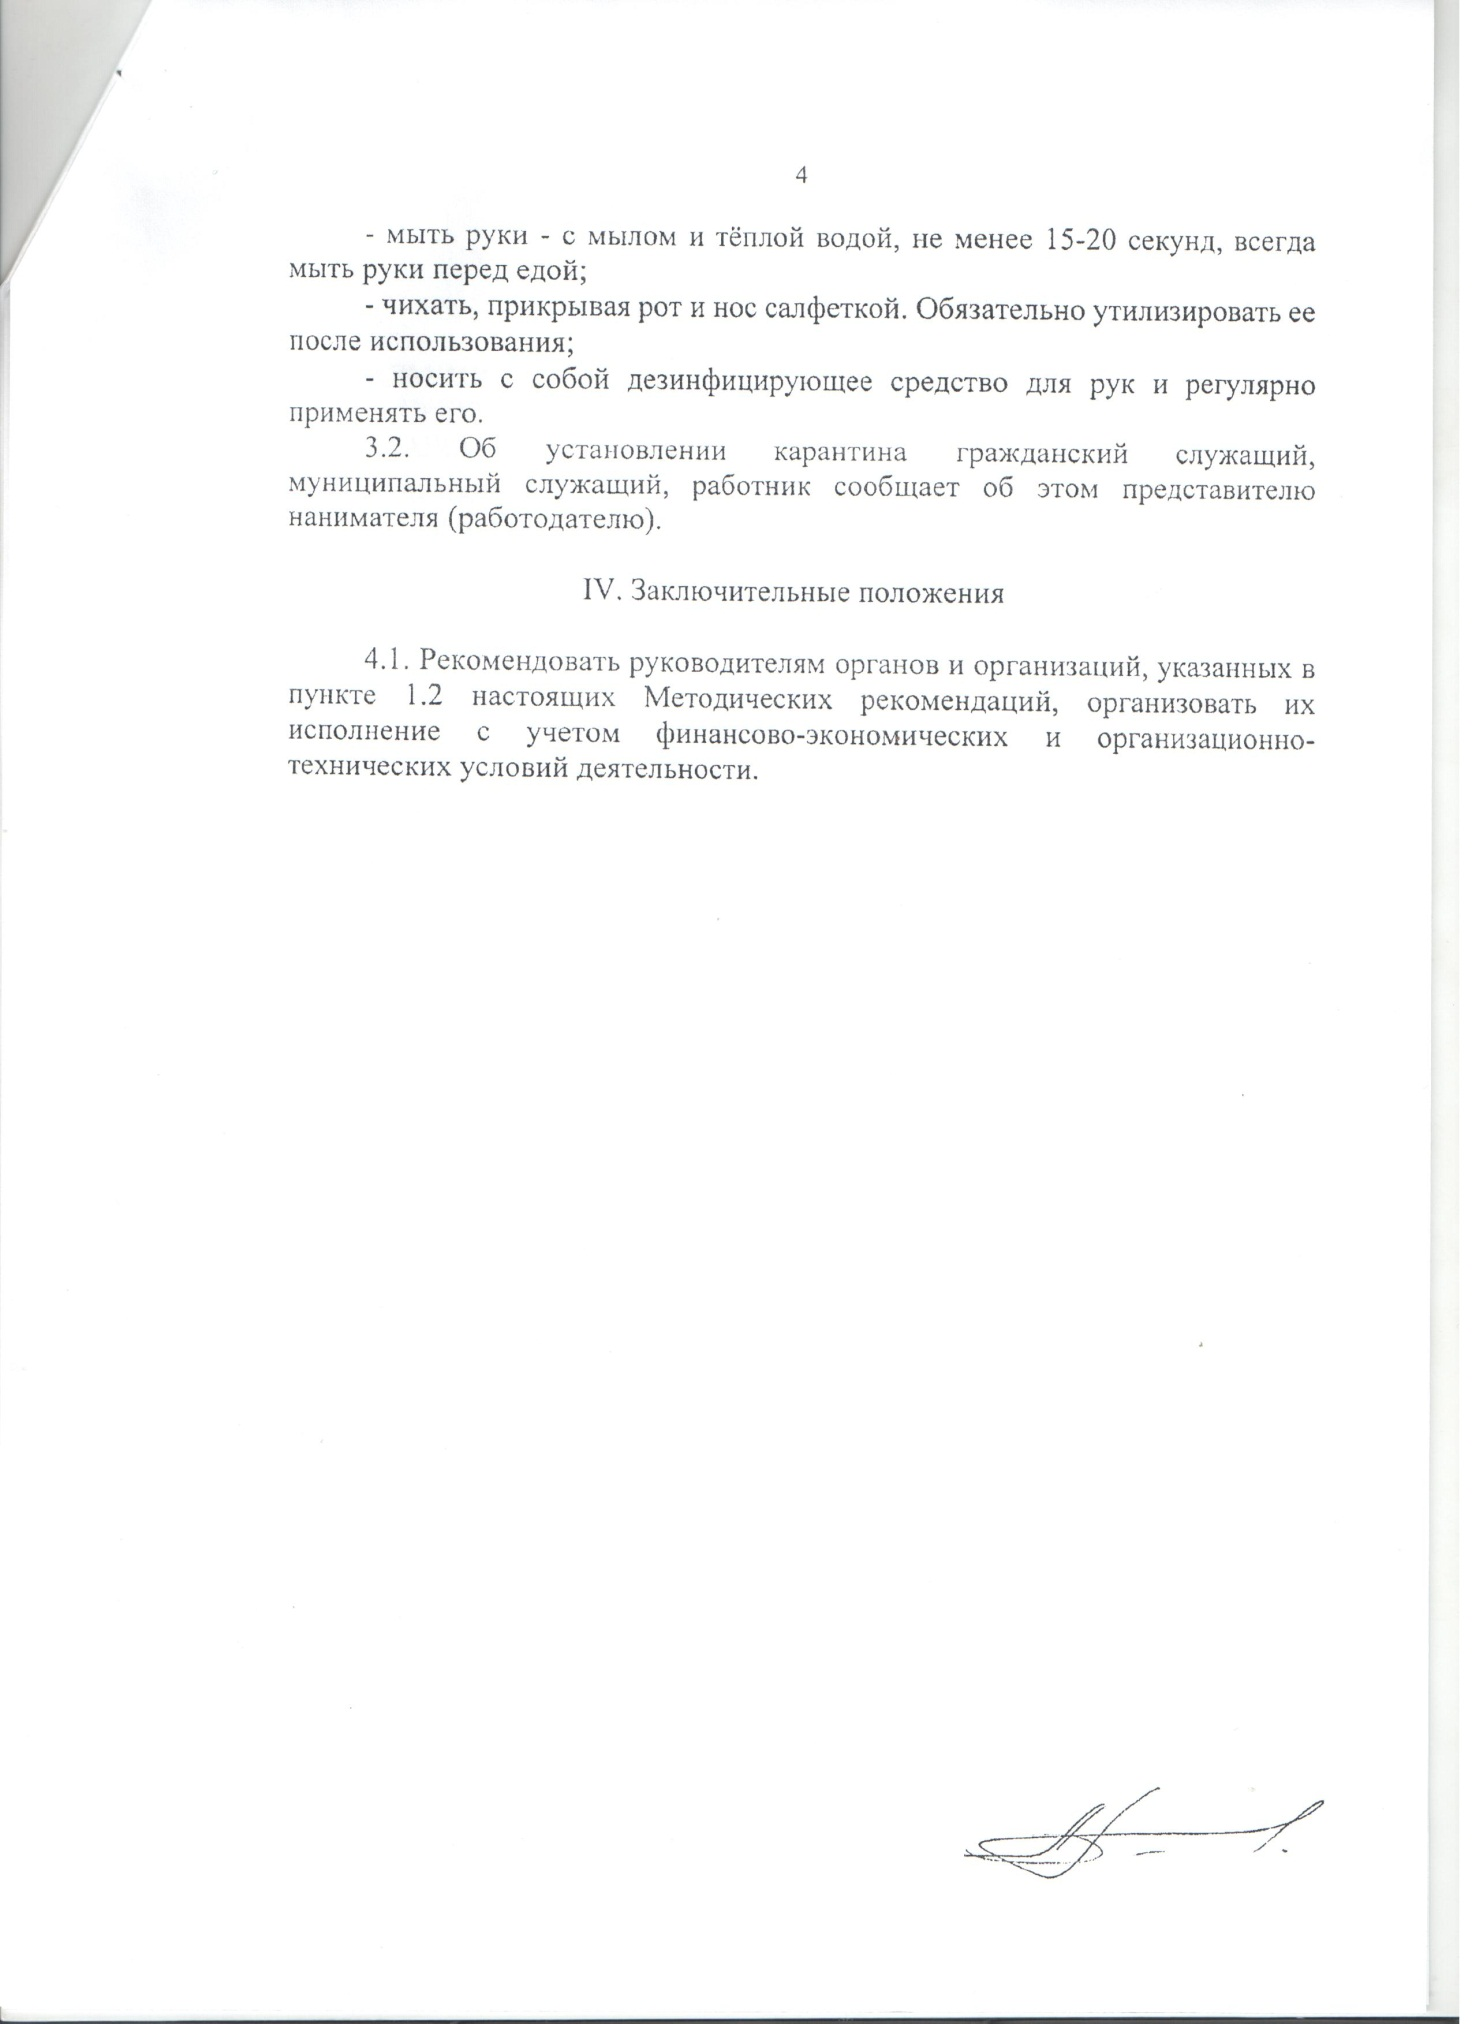 4
- мыть руки - с мылом и тёплой водой, не менее 15-20 секунд, всегда
мыть руки перед едой;
- чихать, прикрывая рот и нос салфеткой. Обязательно утилизировать ее
после использования;
- носить с собой дезинфицирующее средство для рук и регулярно
применять его.
3.2. Об установлении карантина гражданский служащий,
муниципальный служащий, работник сообщает об этом представителю
нанимателя (работодателю).
IV. Заключительные положения
4.1. Рекомендовать руководителям органов и организаций, указанных в
пункте 1.2 настоящих Методических рекомендаций, организовать их
исполнение с учетом финансово-экономических и организационно-
технических условий деятельности.